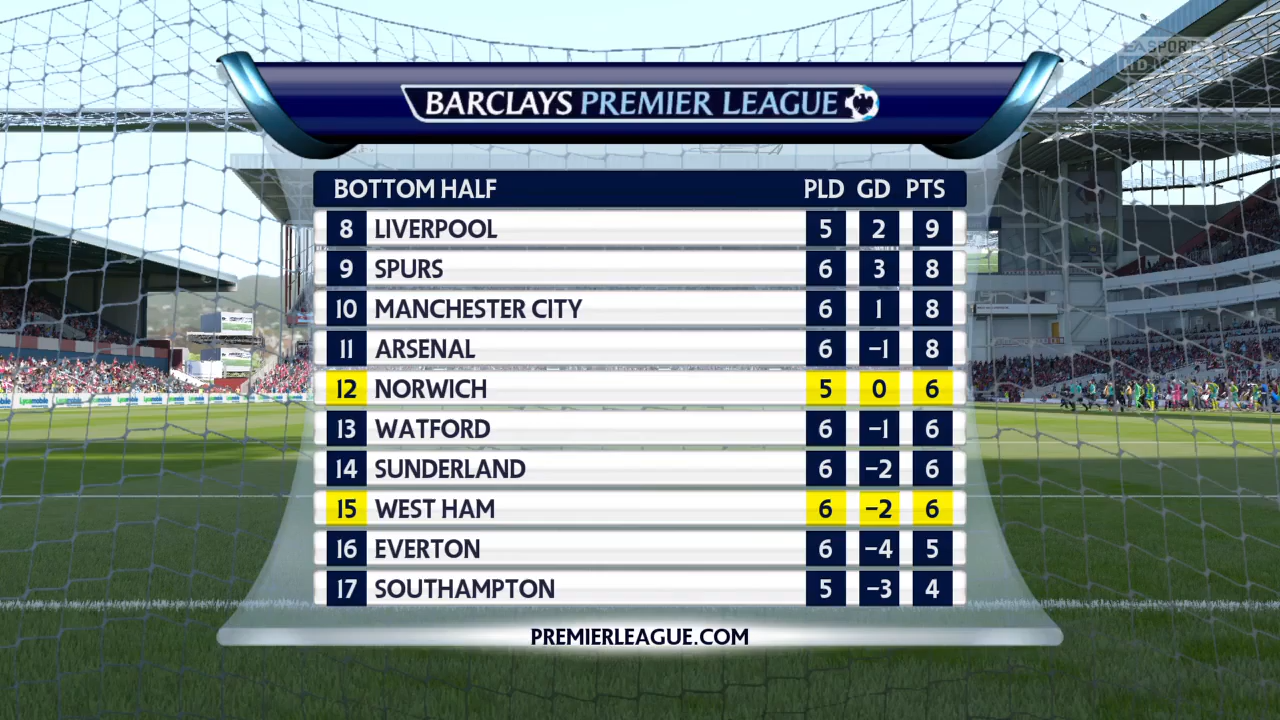 EA SPORTS
HD
BARCLAYS PREMIER LEAGUE
BOTTOM HALF PLD GD PTS
8 LIVERPOOL 5 2 9
9 SPURS 6 3 8
10 MANCHESTER CITY 6 1 8
11 ARSENAL 6 −1 8
12 NORWICH 5 0 6
13 WATFORD 6 −1 6
14 SUNDERLAND 6 −2 6
15 WEST HAM 6 −2 6
16 EVERTON 6 −4 5
17 SOUTHAMPTON 5 −3 4
PREMIERLEAGUE.COM